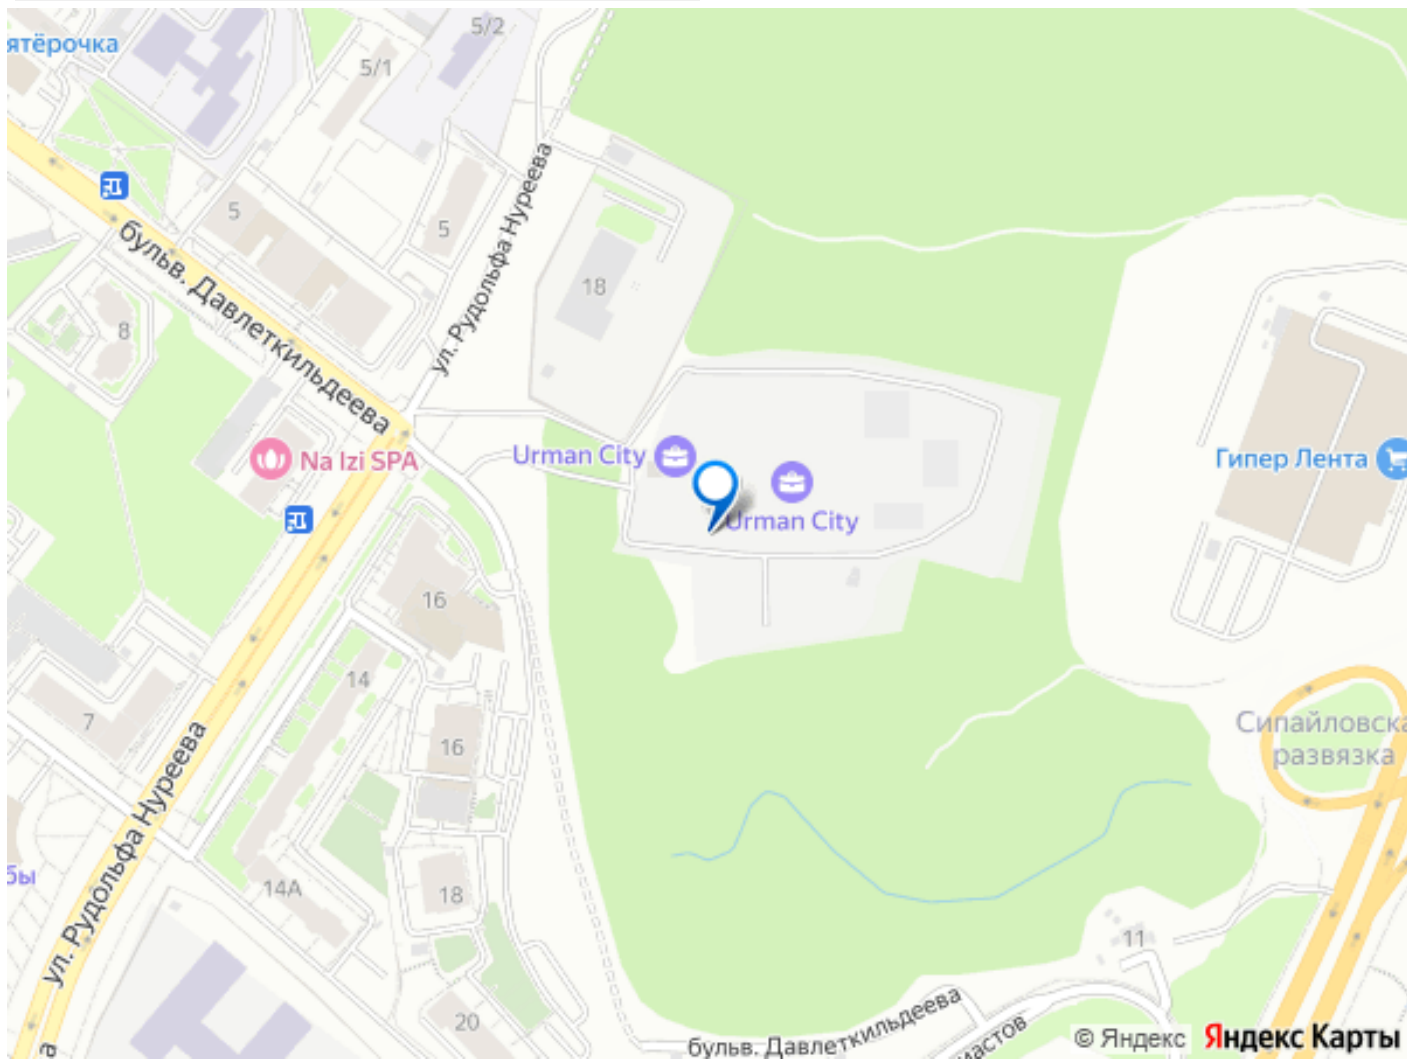 5/2
ятёрочка
5/1
ул. Рудольфа Нуреева
5
5
бульв. Давлеткильдеева
18
8
Urman City
Na Izi SPA
Гипер Лента
Urman City
16
14
7
Сипайловска
развязка
16
ул. Рудольфа Нуреева
бы
14А
18
11
20
бульв. Давлеткильдеева
иастов
а
© Яндекс
Яндекс Карты